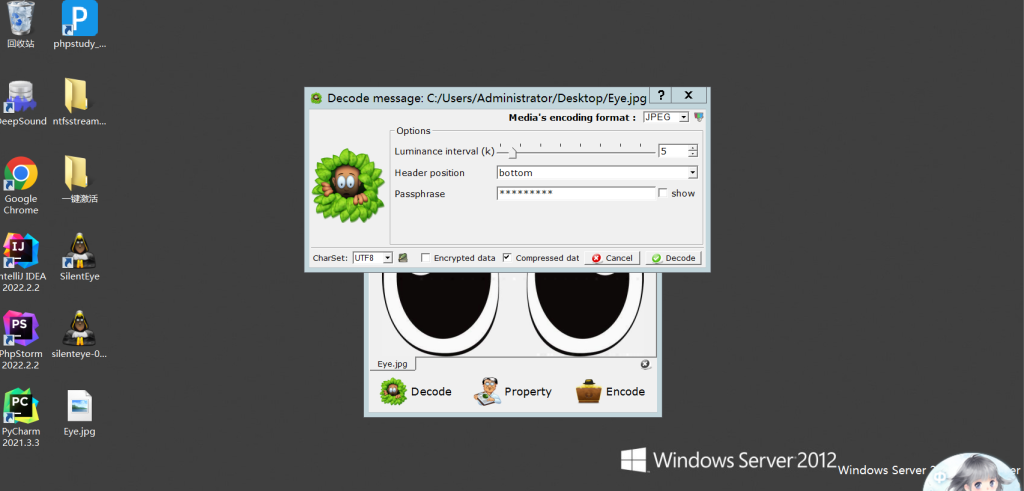 回收站
phpstudy_...
DeepSound
ntfsstream...
Google
Chrome
一键激活
IntelliJ IDEA
2022.2.2
SilentEye
PhpStorm
2022.2.2
silenteye-0...
PyCharm
2021.3.3
Eye.jpg
Decode message: C:/Users/Administrator/Desktop/Eye.jpg ? X
Media's encoding format : JPEG
Options
Luminance interval (k) 5
Header position bottom
Passphrase ********* show
CharSet: UTF8 Encrypted data Compressed dat Cancel Decode
Eye.jpg
Decode Property Encode
Windows Server 2012
Windows Server 2